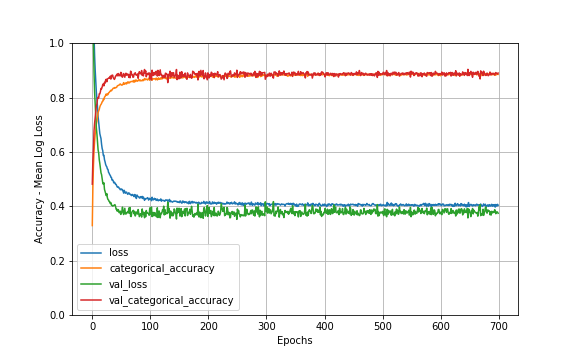 1.0
0.8
0.6
0.4
0.2
0.0
Accuracy - Mean Log Loss
loss
categorical_accuracy
val_loss
val_categorical_accuracy
0 100 200 300 400 500 600 700
Epochs